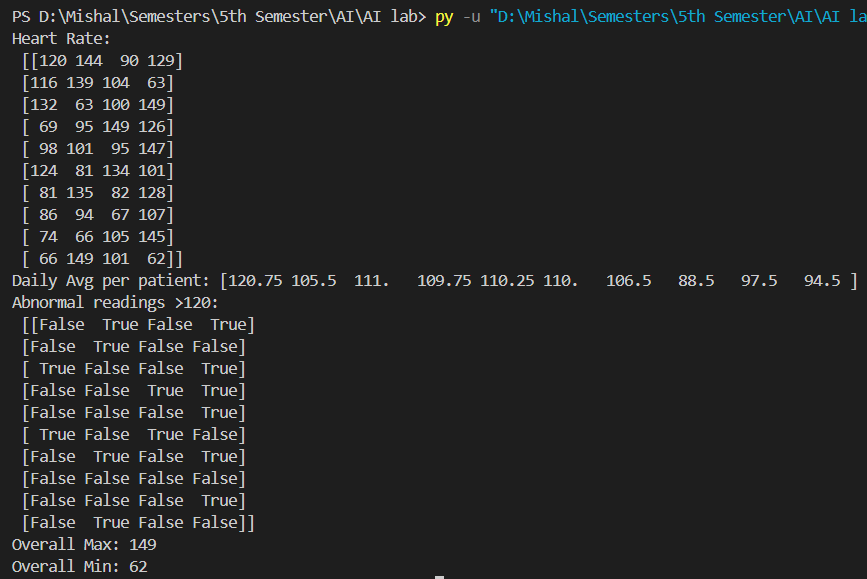 PS D:\Mishal\Semesters\5th Semester\AI\AI lab> py -u "D:\Mishal\Semesters\5th Semester\AI\AI la
Heart Rate:
 [[120 144  90 129]
 [116 139 104  63]
 [132  63 100 149]
 [ 69  95 149 126]
 [ 98 101  95 147]
 [124  81 134 101]
 [ 81 135  82 128]
 [ 86  94  67 107]
 [ 74  66 105 145]
 [ 66 149 101  62]]
Daily Avg per patient: [120.75 105.5  111.   109.75 110.25 110.   106.5   88.5   97.5   94.5 ]
Abnormal readings >120:
 [[False  True False  True]
 [False  True False False]
 [ True False False  True]
 [False False  True  True]
 [False False False  True]
 [ True False  True False]
 [False  True False  True]
 [False False False False]
 [False False False  True]
 [False  True False False]]
Overall Max: 149
Overall Min: 62